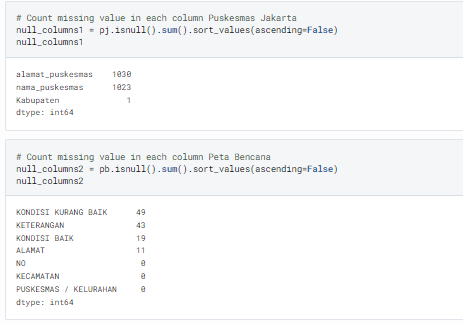 # Count missing value in each column Puskesmas Jakarta
null_columns1 = pj.isnull().sum().sort_values(ascending=False)
null_columns1
alamat_puskesmas    1030
nama_puskesmas      1023
Kabupaten              1
dtype: int64
# Count missing value in each column Peta Bencana
null_columns2 = pb.isnull().sum().sort_values(ascending=False)
null_columns2
KONDISI KURANG BAIK      49
KETERANGAN               43
KONDISI BAIK             19
ALAMAT                   11
NO                        0
KECAMATAN                 0
PUSKESMAS / KELURAHAN     0
dtype: int64